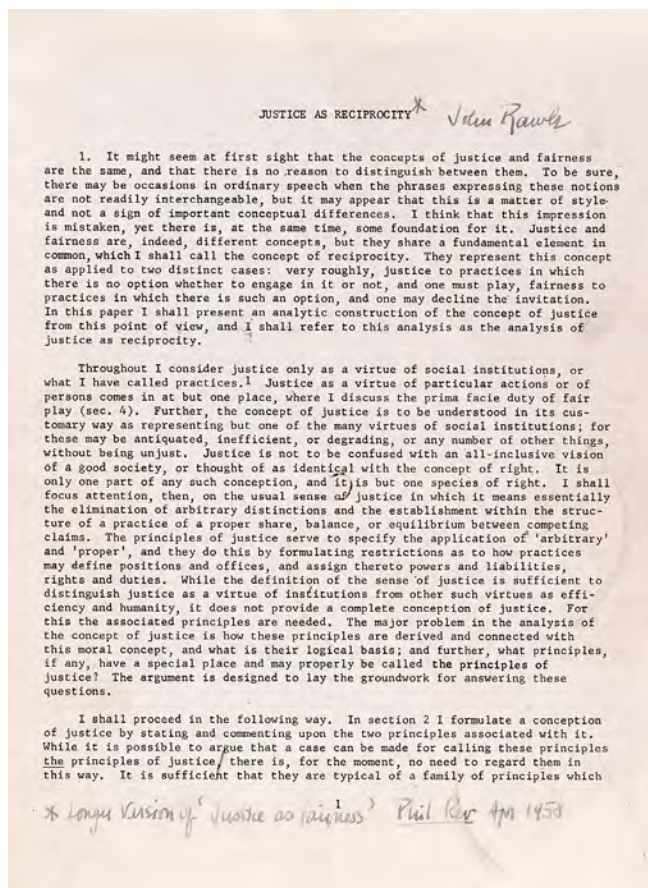 JUSTICE AS RECIPROCITY* John Rawls
1. It might seem at first sight that the concepts of justice and fairness
are the same, and that there is no reason to distinguish between them. To be sure,
there may be occasions in ordinary speech when the phrases expressing these notions
are not readily interchangeable, but it may appear that this is a matter of style
and not a sign of important conceptual differences. I think that this impression
is mistaken, yet there is, at the same time, some foundation for it. Justice and
fairness are, indeed, different concepts, but they share a fundamental element in
common, which I shall call the concept of reciprocity. They represent this concept
as applied to two distinct cases: very roughly, justice to practices in which
there is no option whether to engage in it or not, and one must play, fairness to
practices in which there is such an option, and one may decline the invitation.
In this paper I shall present an analytic construction of the concept of justice
from this point of view, and I shall refer to this analysis as the analysis of
justice as reciprocity.
Throughout I consider justice only as a virtue of social institutions, or
what I have called practices.1 Justice as a virtue of particular actions or of
persons comes in at but one place, where I discuss the prima facie duty of fair
play (sec. 4). Further, the concept of justice is to be understood in its cus-
tomary way as representing but one of the many virtues of social institutions; for
these may be antiquated, inefficient, or degrading, or any number of other things,
without being unjust. Justice is not to be confused with an all-inclusive vision
of a good society, or thought of as identical with the concept of right. It is
only one part of any such conception, and it is but one species of right. I shall
focus attention, then, on the usual sense of justice in which it means essentially
the elimination of arbitrary distinctions and the establishment within the struc-
ture of a practice of a proper share, balance, or equilibrium between competing
claims. The principles of justice serve to specify the application of 'arbitrary'
and 'proper', and they do this by formulating restrictions as to how practices
may define positions and offices, and assign thereto powers and liabilities,
rights and duties. While the definition of the sense of justice is sufficient to
distinguish justice as a virtue of institutions from other such virtues as effi-
ciency and humanity, it does not provide a complete conception of justice. For
this the associated principles are needed. The major problem in the analysis of
the concept of justice is how these principles are derived and connected with
this moral concept, and what is their logical basis; and further, what principles,
if any, have a special place and may properly be called the principles of
justice? The argument is designed to lay the groundwork for answering these
questions.
I shall proceed in the following way. In section 2 I formulate a conception
of justice by stating and commenting upon the two principles associated with it.
While it is possible to argue that a case can be made for calling these principles
the principles of justice, there is, for the moment, no need to regard them in
this way. It is sufficient that they are typical of a family of principles which
1
* Longer Version of 'Justice as fairness' Phil Rev Apr 1958